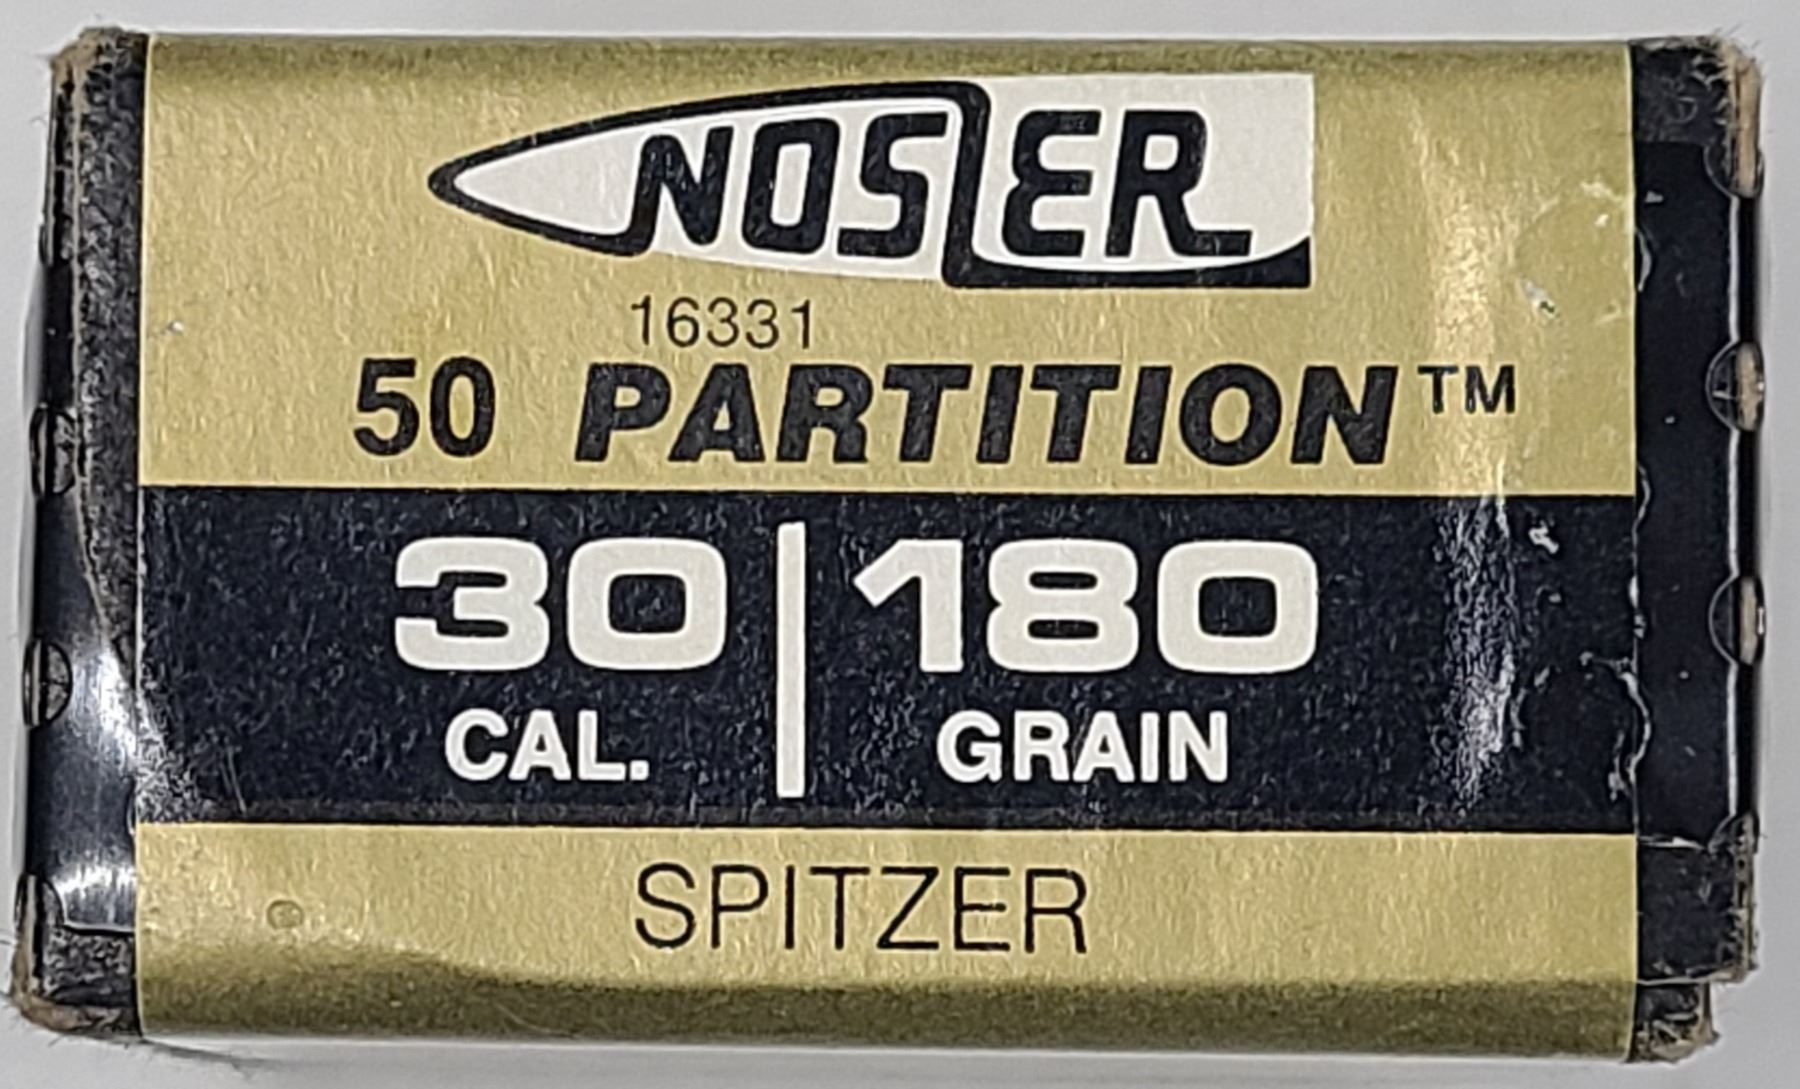 NOSLER
16331
50 PARTITION™
30 | 180
CAL. GRAIN
SPITZER